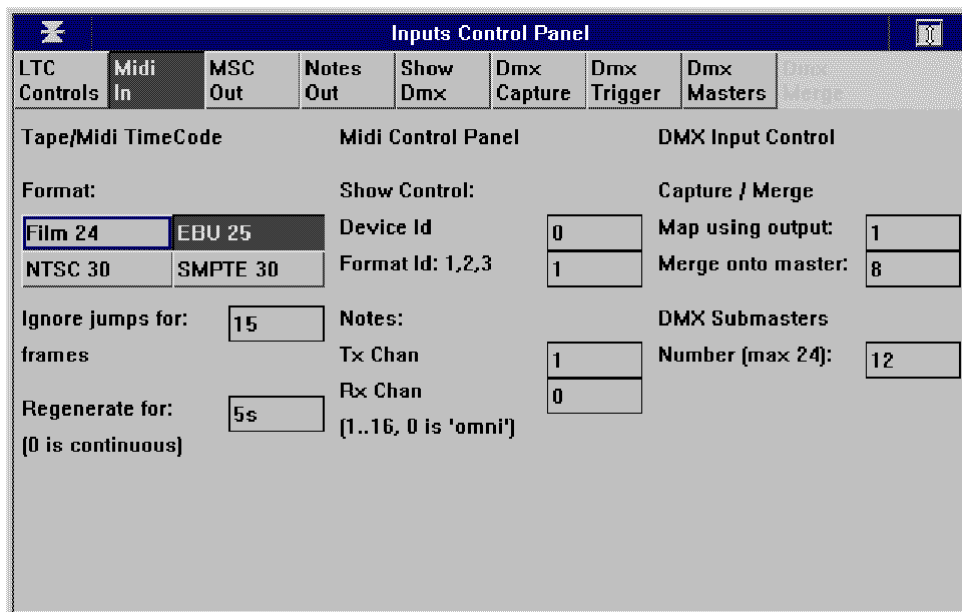 Inputs Control Panel
LTC Controls
Midi In
MSC Out
Notes Out
Show Dmx
Dmx Capture
Dmx Trigger
Dmx Masters
Dmx Merge
Tape/Midi TimeCode
Format:
Film 24
EBU 25
NTSC 30
SMPTE 30
Ignore jumps for: 15
frames
Regenerate for: 5s
(0 is continuous)
Midi Control Panel
Show Control:
Device Id 0
Format Id: 1,2,3 1
Notes:
Tx Chan 1
Rx Chan 0
(1..16, 0 is 'omni')
DMX Input Control
Capture / Merge
Map using output: 1
Merge onto master: 8
DMX Submasters
Number (max 24): 12